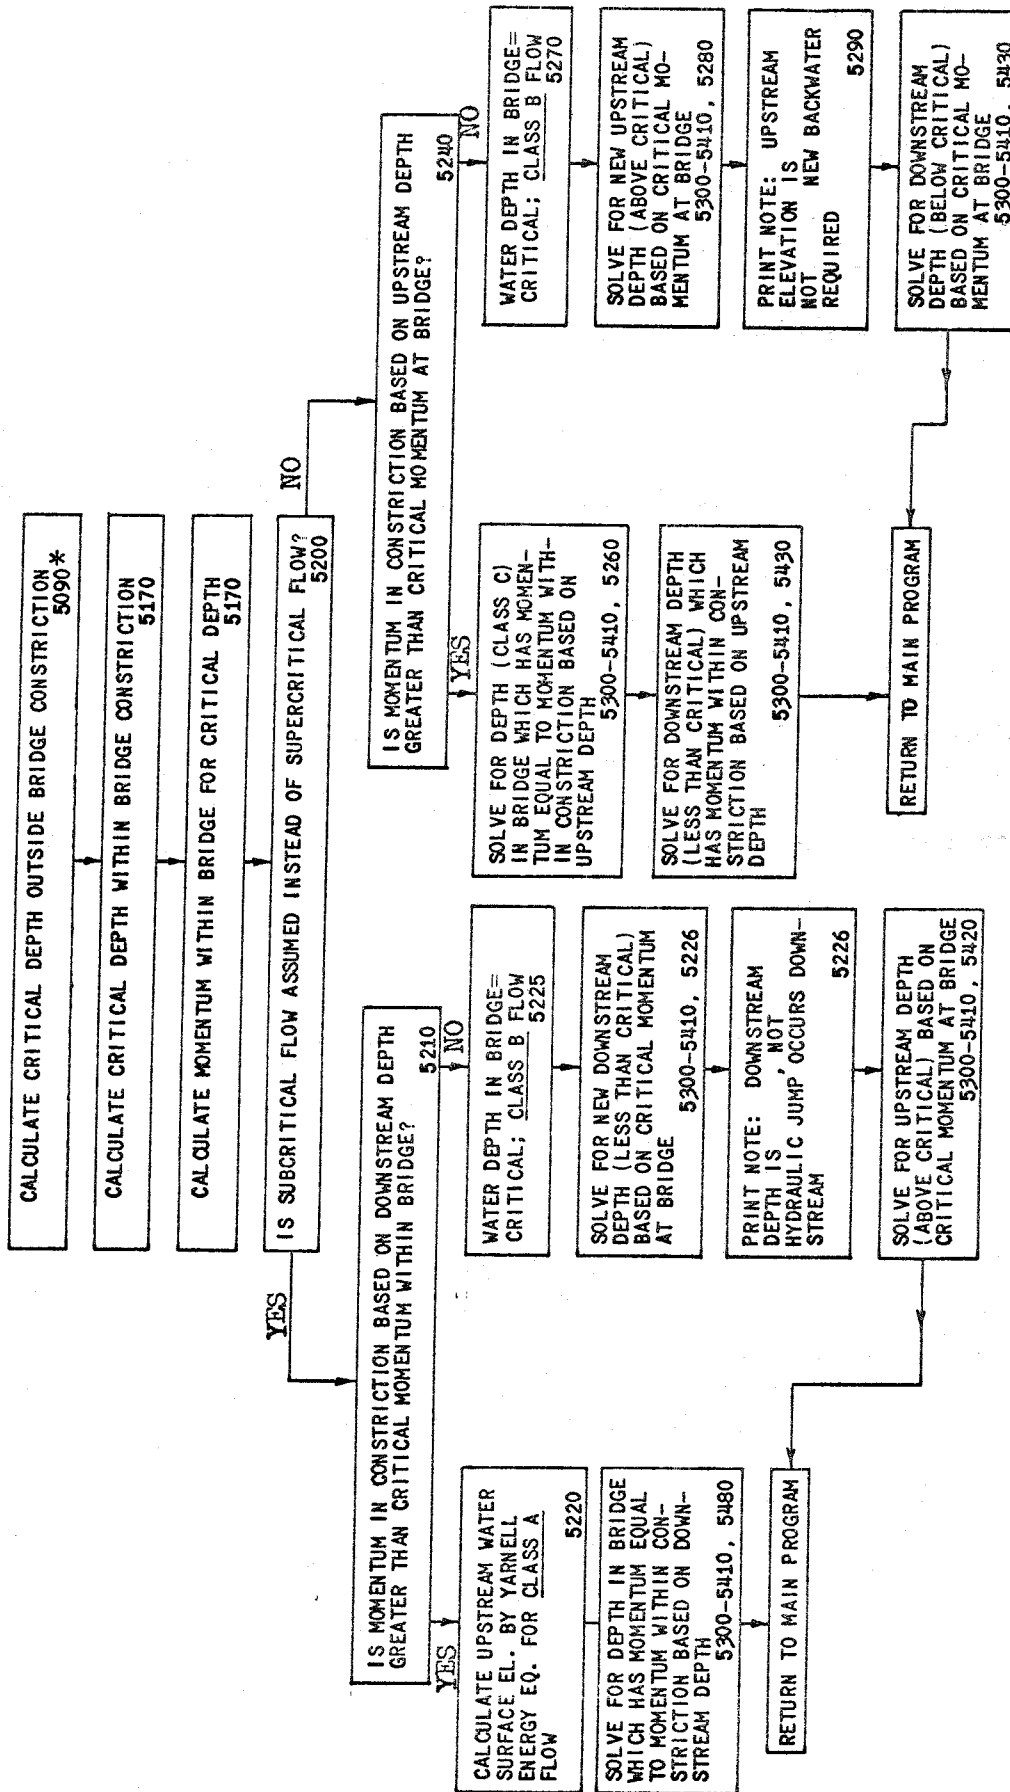 CALCULATE CRITICAL DEPTH OUTSIDE BRIDGE CONSTRICTION
5090*
CALCULATE CRITICAL DEPTH WITHIN BRIDGE CONSTRICTION
5170
CALCULATE MOMENTUM WITHIN BRIDGE FOR CRITICAL DEPTH
5170
IS SUBCRITICAL FLOW ASSUMED INSTEAD OF SUPERCRITICAL FLOW?
5200
YES
NO
IS MOMENTUM IN CONSTRICTION BASED ON DOWNSTREAM DEPTH
GREATER THAN CRITICAL MOMENTUM WITHIN BRIDGE?
5210
YES
NO
CALCULATE UPSTREAM WATER
SURFACE EL. BY YARNELL
ENERGY EQ. FOR CLASS A
FLOW
5220
SOLVE FOR DEPTH IN BRIDGE
WHICH HAS MOMENTUM EQUAL
TO MOMENTUM WITHIN CON-
STRICTION BASED ON DOWN-
STREAM DEPTH
5300-5410, 5480
RETURN TO MAIN PROGRAM
WATER DEPTH IN BRIDGE=
CRITICAL; CLASS B FLOW
5225
SOLVE FOR NEW DOWNSTREAM
DEPTH (LESS THAN CRITICAL)
BASED ON CRITICAL MOMENTUM
AT BRIDGE
5300-5410, 5226
PRINT NOTE: DOWNSTREAM
DEPTH IS , NOT
HYDRAULIC JUMP OCCURS DOWN-
STREAM
5226
SOLVE FOR UPSTREAM DEPTH
(ABOVE CRITICAL) BASED ON
CRITICAL MOMENTUM AT BRIDGE
5300-5410, 5420
IS MOMENTUM IN CONSTRICTION BASED ON UPSTREAM DEPTH
GREATER THAN CRITICAL MOMENTUM AT BRIDGE?
5240
YES
NO
SOLVE FOR DEPTH (CLASS C)
IN BRIDGE WHICH HAS MOMEN-
TUM EQUAL TO MOMENTUM WITH-
IN CONSTRICTION BASED ON
UPSTREAM DEPTH
5300-5410, 5260
SOLVE FOR DOWNSTREAM DEPTH
(LESS THAN CRITICAL) WHICH
HAS MOMENTUM WITHIN CON-
STRICTION BASED ON UPSTREAM
DEPTH
5300-5410, 5430
RETURN TO MAIN PROGRAM
WATER DEPTH IN BRIDGE=
CRITICAL; CLASS B FLOW
5270
SOLVE FOR NEW UPSTREAM
DEPTH (ABOVE CRITICAL)
BASED ON CRITICAL MO-
MENTUM AT BRIDGE
5300-5410, 5280
PRINT NOTE: UPSTREAM
ELEVATION IS
NOT NEW BACKWATER
REQUIRED
5290
SOLVE FOR DOWNSTREAM
DEPTH (BELOW CRITICAL)
BASED ON CRITICAL MO-
MENTUM AT BRIDGE
5300-5410, 5430